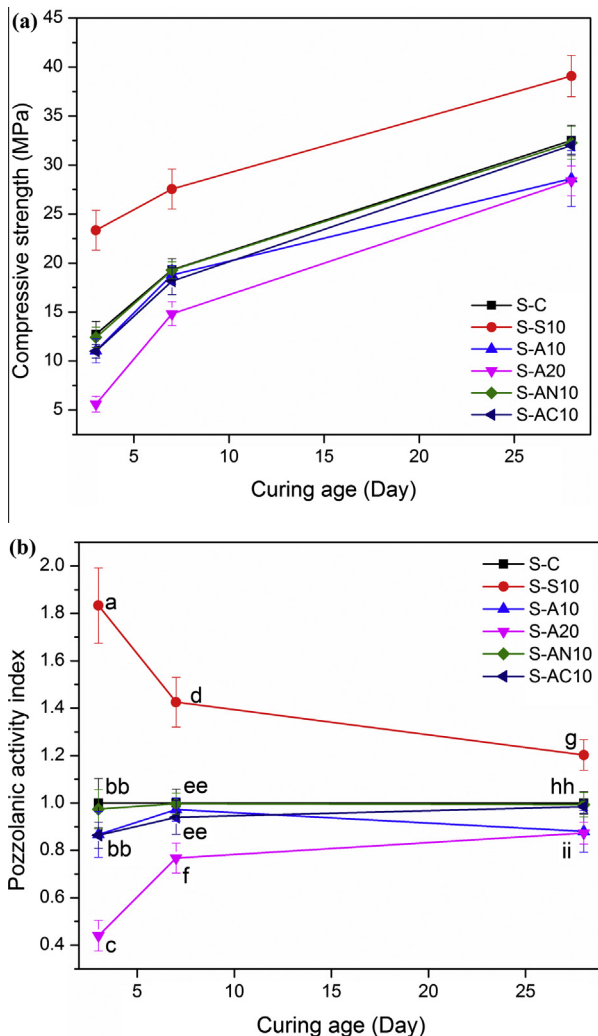 (a)
45
40
35
30
25
20
15
10
5
Compressive strength (MPa)
S-C
S-S10
S-A10
S-A20
S-AN10
S-AC10
5 10 15 20 25
Curing age (Day)
(b)
2.0
1.8
1.6
1.4
1.2
1.0
0.8
0.6
0.4
Pozzolanic activity index
S-C
S-S10
S-A10
S-A20
S-AN10
S-AC10
a
d
g
bb ee hh
bb ee ii
f
c
5 10 15 20 25
Curing age (Day)